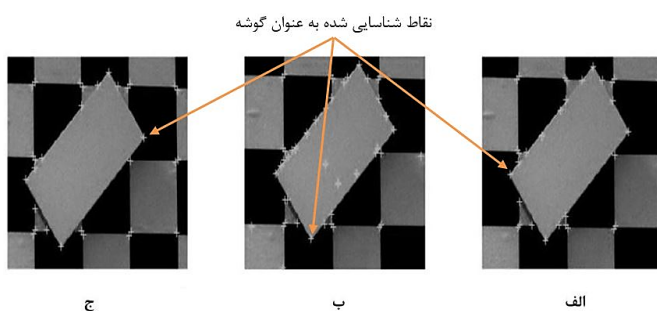 نقاط شناسایی شده به عنوان گوشه
الف
ب
ج